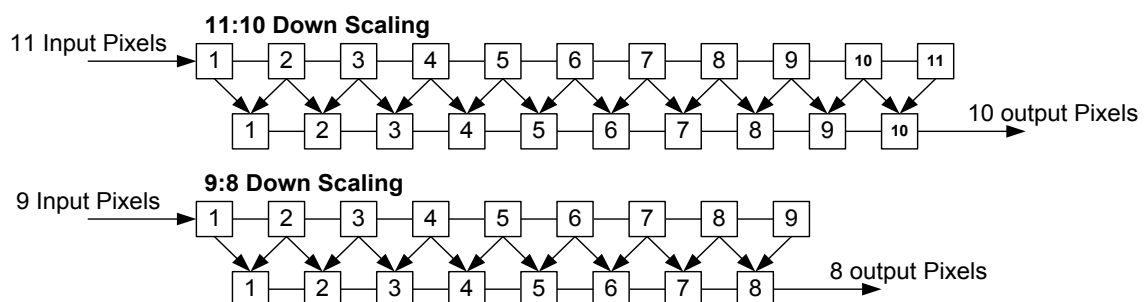 11:10 Down Scaling
11 Input Pixels
1 2 3 4 5 6 7 8 9 10 11
1 2 3 4 5 6 7 8 9 10
10 output Pixels
9:8 Down Scaling
9 Input Pixels
1 2 3 4 5 6 7 8 9
1 2 3 4 5 6 7 8
8 output Pixels